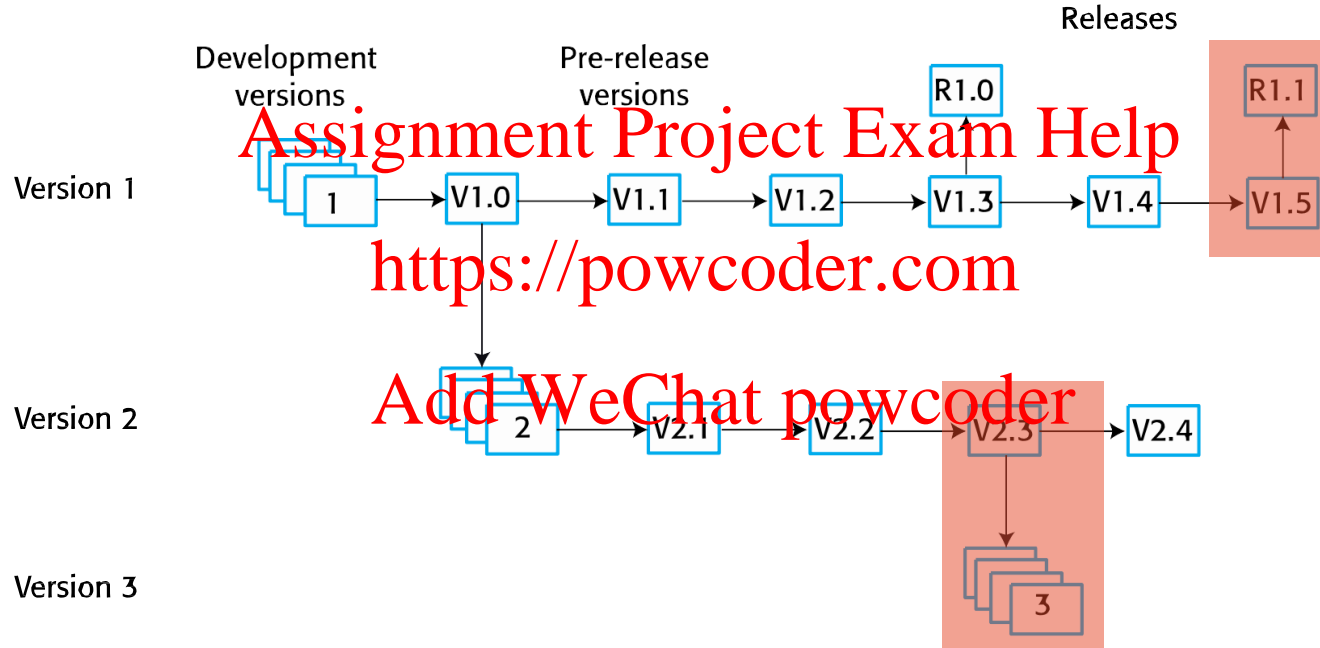 Releases
Development
versions
Pre-release
versions
R1.0
R1.1
Assignment Project Exam Help
Version 1
1
V1.0
V1.1
V1.2
V1.3
V1.4
V1.5
https://powcoder.com
Add WeChat powcoder
Version 2
2
V2.1
V2.2
V2.3
V2.4
Version 3
3